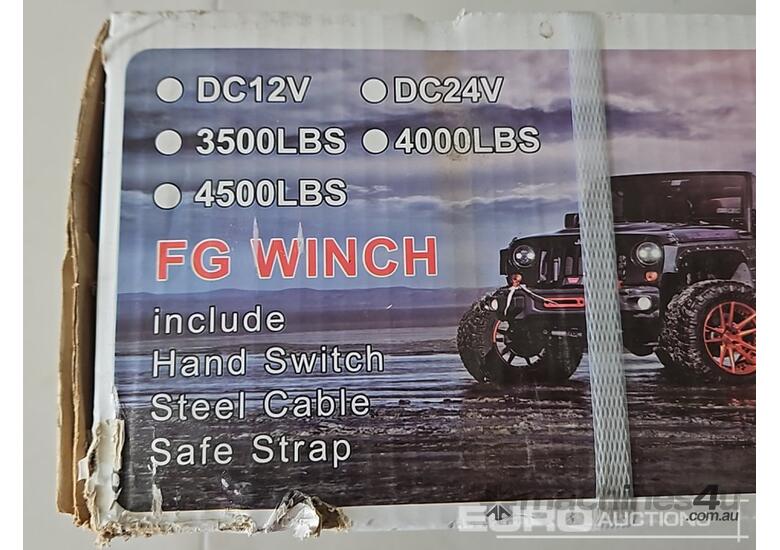 DC12V DC24V
3500LBS 4000LBS
4500LBS
FG WINCH
include
Hand Switch
Steel Cable
Safe Strap
machines4u
.com.au
EURO AUCTIONS